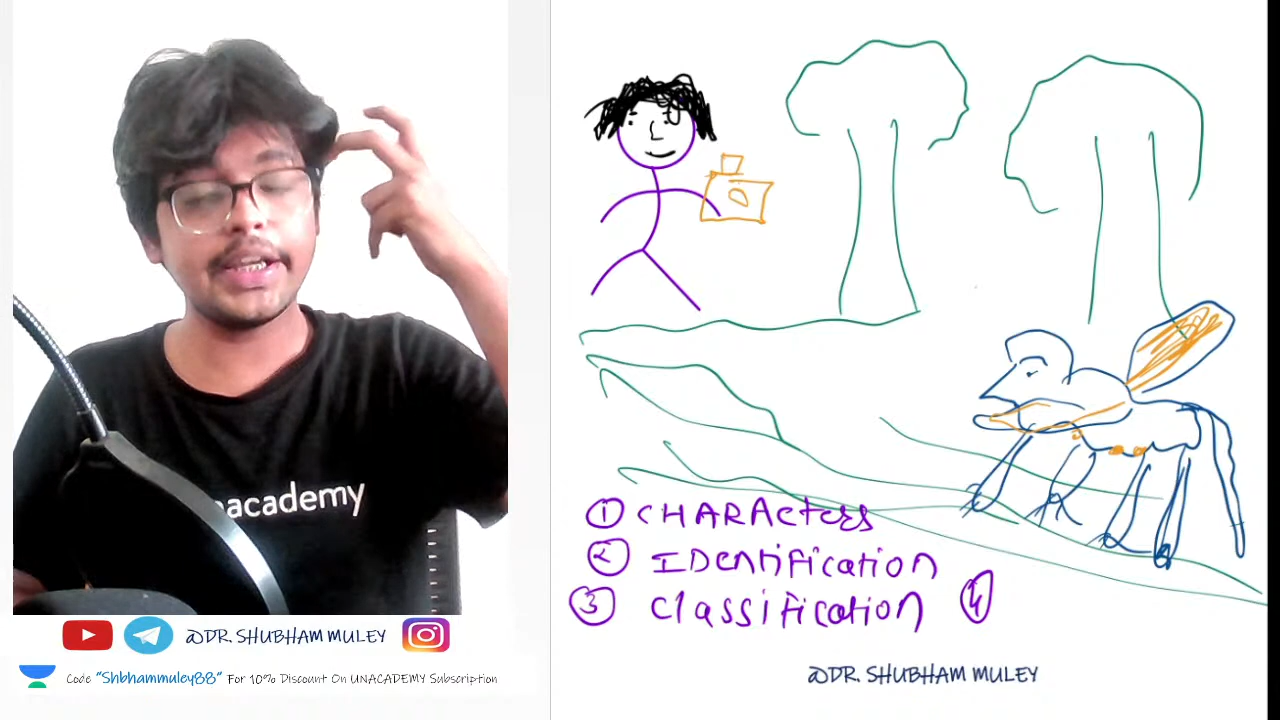 nacademy
@DR. SHUBHAM MULEY
Code "Shbhammuley88" For 10% Discount On UNACADEMY Subscription
① CHARActers
② IDentification
③ Classification ④
@DR. SHUBHAM MULEY